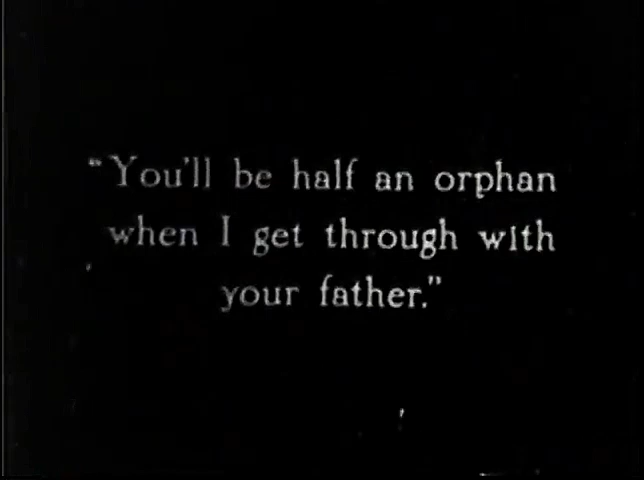 "You'll be half an orphan
when I get through with
your father."